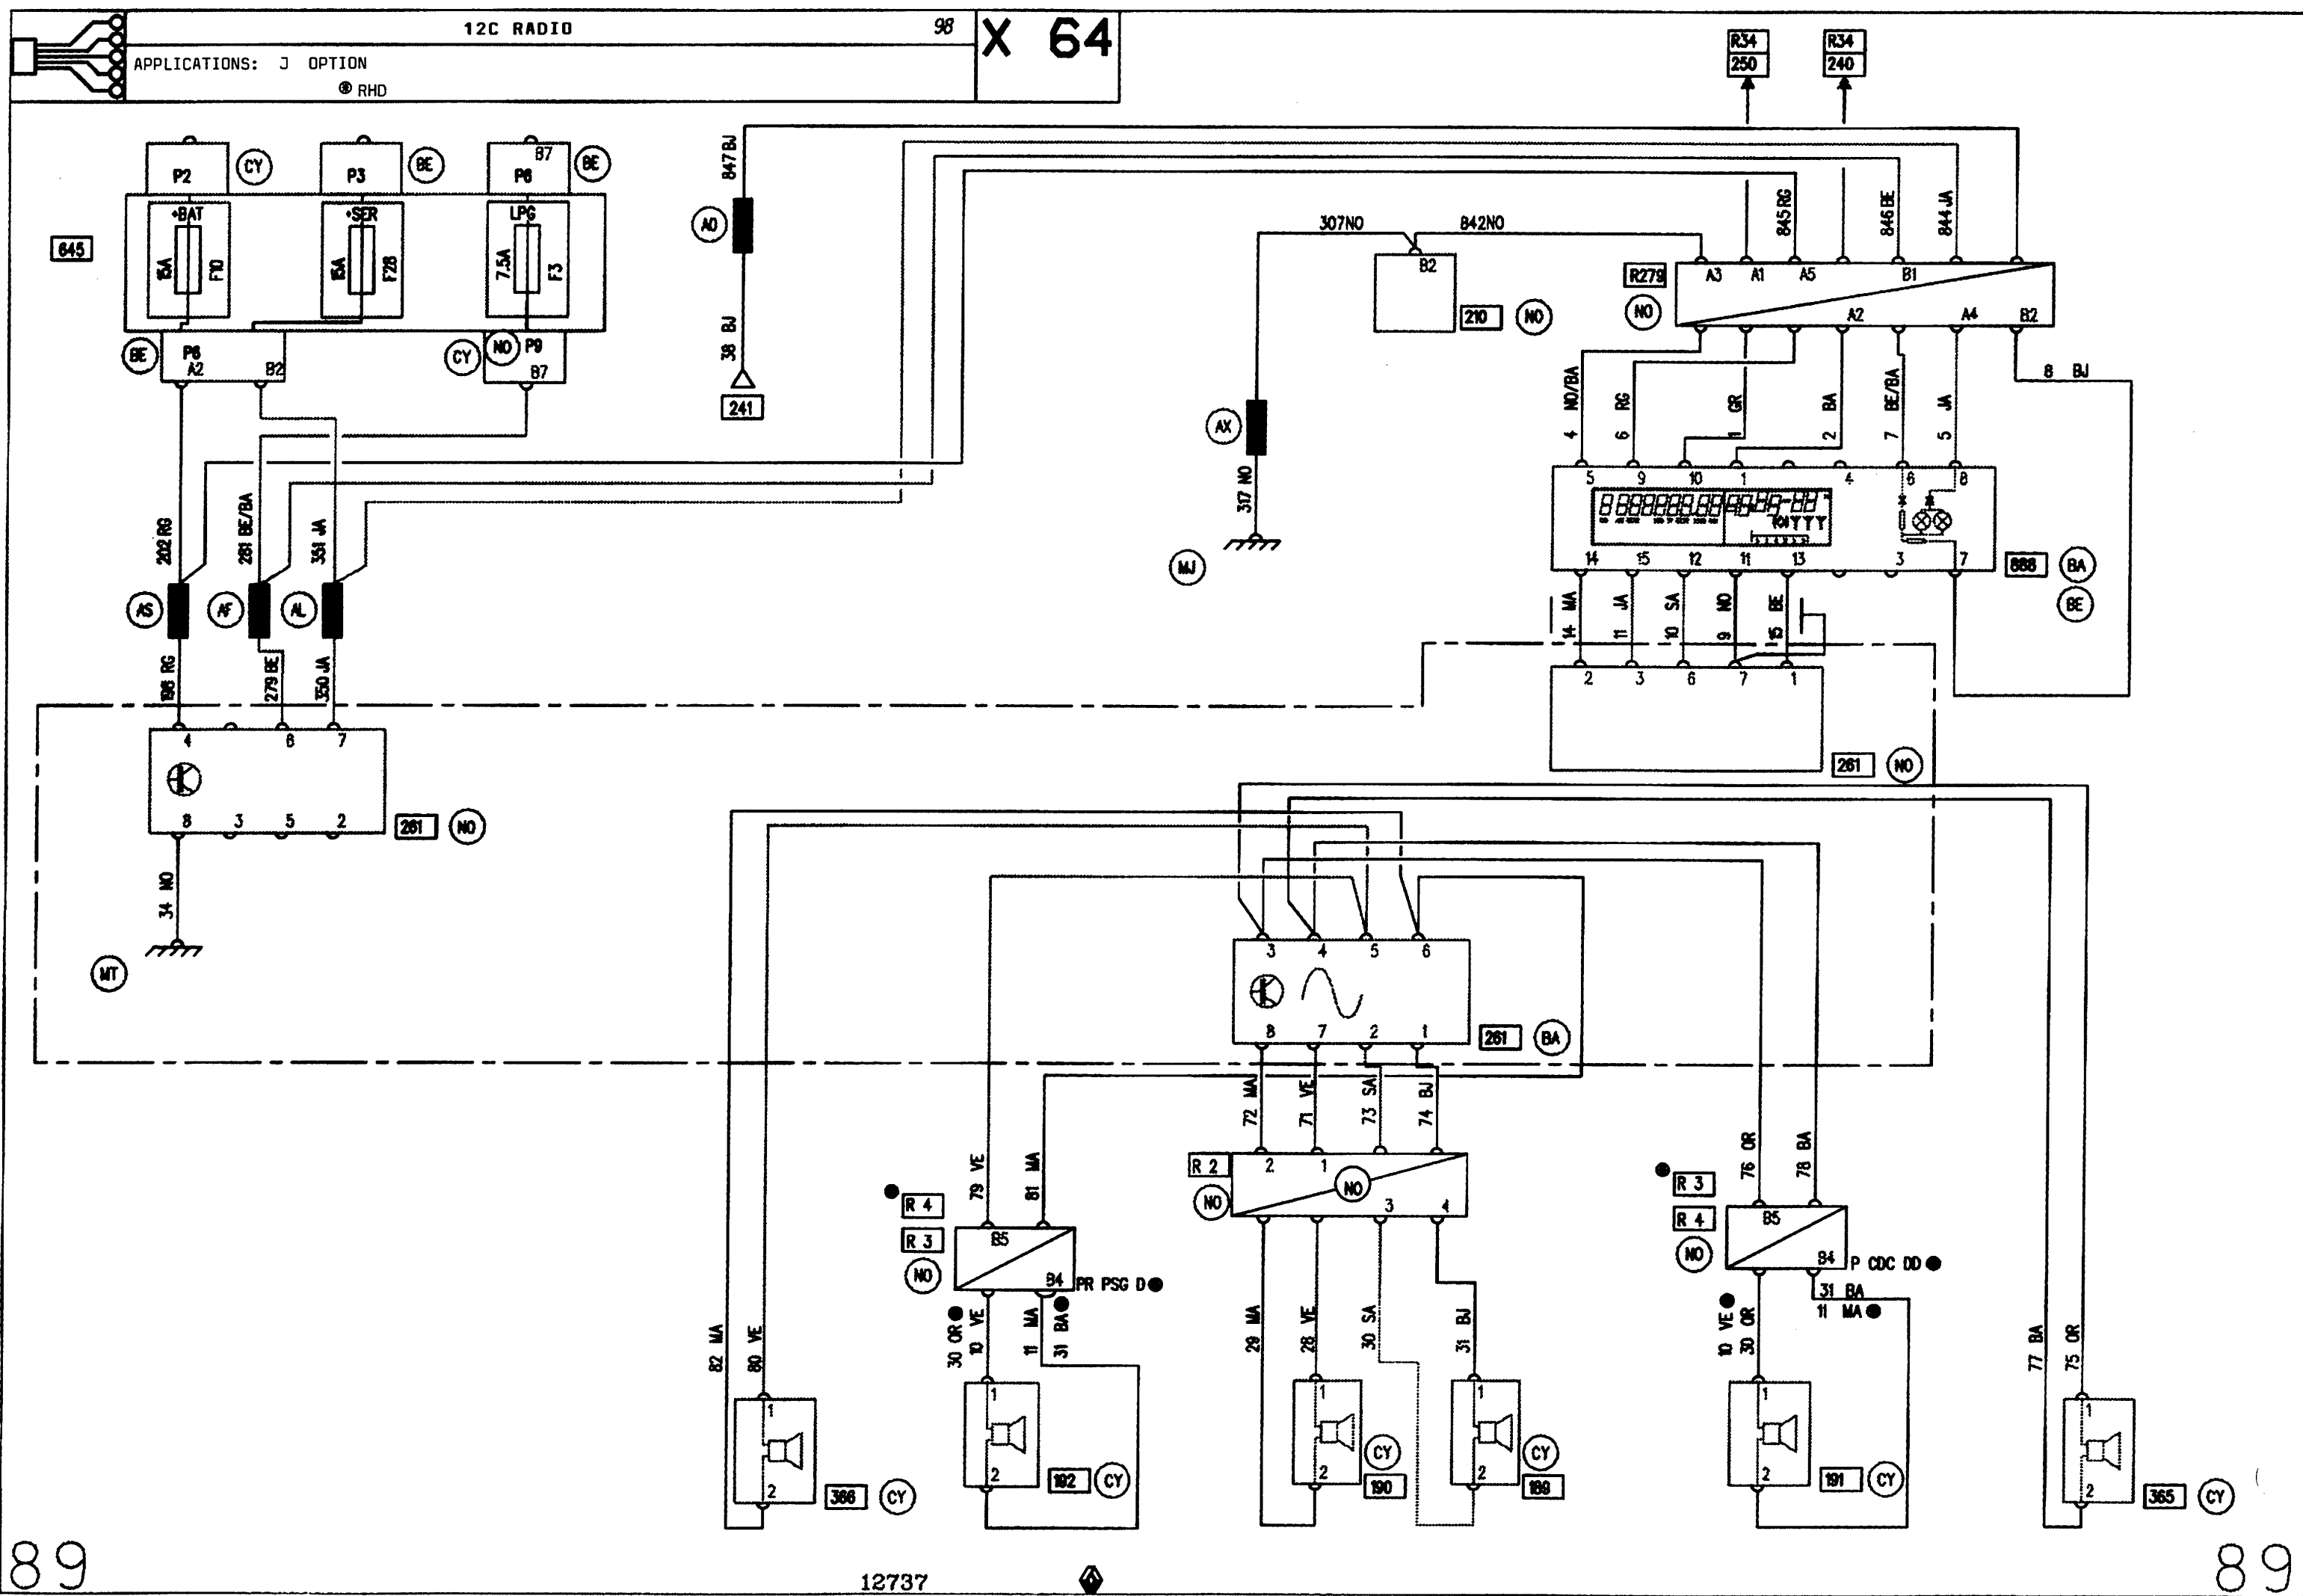 12C RADIO
98
X 64
APPLICATIONS: J OPTION
® RHD
R34
250
R34
240
P2
CY
P3
BE
B7
P6
BE
+BAT
15A
F10
+SER
15A
F28
LPG
7.5A
F3
645
BE
P6
A2
B2
CY
NO
P9
B7
847 BJ
AO
38 BJ
241
307NO
842NO
B2
210
NO
AX
317 NO
MJ
845 RG
846 BE
844 JA
R279
NO
A3
A1
A5
B1
A2
A4
B2
8 BJ
4 NO/BA
6 RG
1 GR
2 BA
7 BE/BA
5 JA
5
9
10
1
4
6
8
14
15
12
11
13
3
7
888
BA
BE
14 MA
11 JA
10 SA
9 NO
15 BE
2
3
6
7
1
261
NO
202 RG
281 BE/BA
351 JA
AS
AF
AL
198 RG
279 BE
350 JA
4
6
7
8
3
5
2
261
NO
34 NO
MT
3
4
5
6
8
7
2
1
261
BA
72 MA
71 VE
73 SA
74 BJ
R 2
NO
2
1
NO
3
4
79 VE
81 MA
R 4
R 3
NO
B5
B4
PR PSG D
30 OR
10 VE
11 MA
31 BA
29 MA
28 VE
30 SA
31 BJ
76 OR
78 BA
R 3
R 4
NO
B5
B4
P CDC DD
31 BA
11 MA
10 VE
30 OR
82 MA
80 VE
77 BA
75 OR
1
2
366
CY
1
2
192
CY
1
2
CY
190
1
2
CY
189
1
2
191
CY
1
2
365
CY
89
12737
89